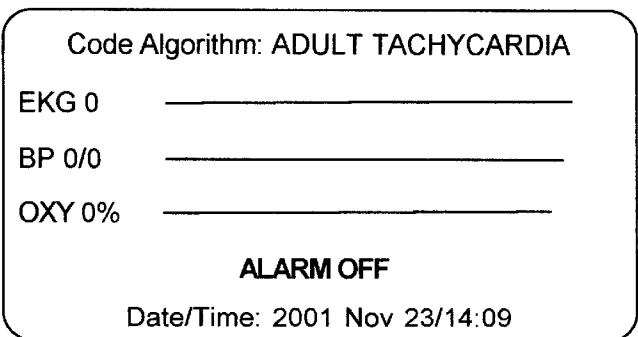 Code Algorithm: ADULT TACHYCARDIA
EKG 0
BP 0/0
OXY 0%
ALARM OFF
Date/Time: 2001 Nov 23/14:09